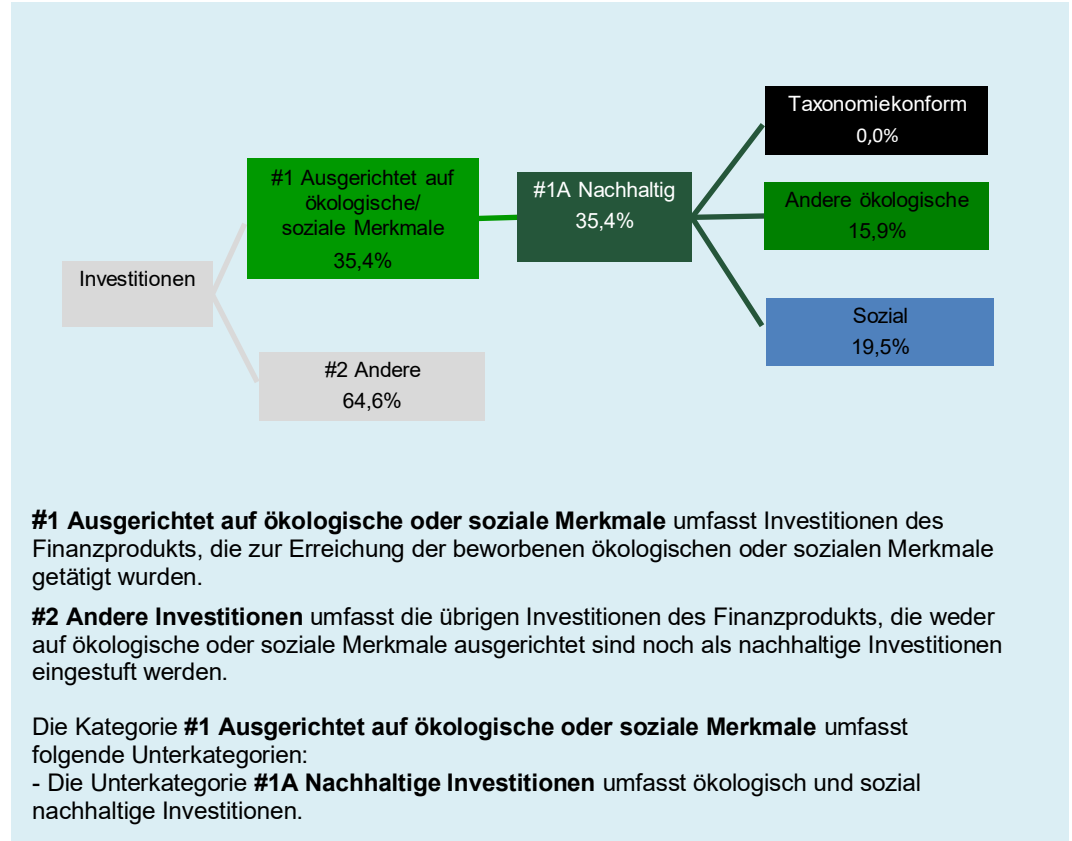 Taxonomiekonform
0,0%
#1 Ausgerichtet auf
ökologische/
soziale Merkmale
35,4%
#1A Nachhaltig
35,4%
Andere ökologische
15,9%
Investitionen
Sozial
19,5%
#2 Andere
64,6%
#1 Ausgerichtet auf ökologische oder soziale Merkmale umfasst Investitionen des
Finanzprodukts, die zur Erreichung der beworbenen ökologischen oder sozialen Merkmale
getätigt wurden.
#2 Andere Investitionen umfasst die übrigen Investitionen des Finanzprodukts, die weder
auf ökologische oder soziale Merkmale ausgerichtet sind noch als nachhaltige Investitionen
eingestuft werden.
Die Kategorie #1 Ausgerichtet auf ökologische oder soziale Merkmale umfasst
folgende Unterkategorien:
- Die Unterkategorie #1A Nachhaltige Investitionen umfasst ökologisch und sozial
nachhaltige Investitionen.